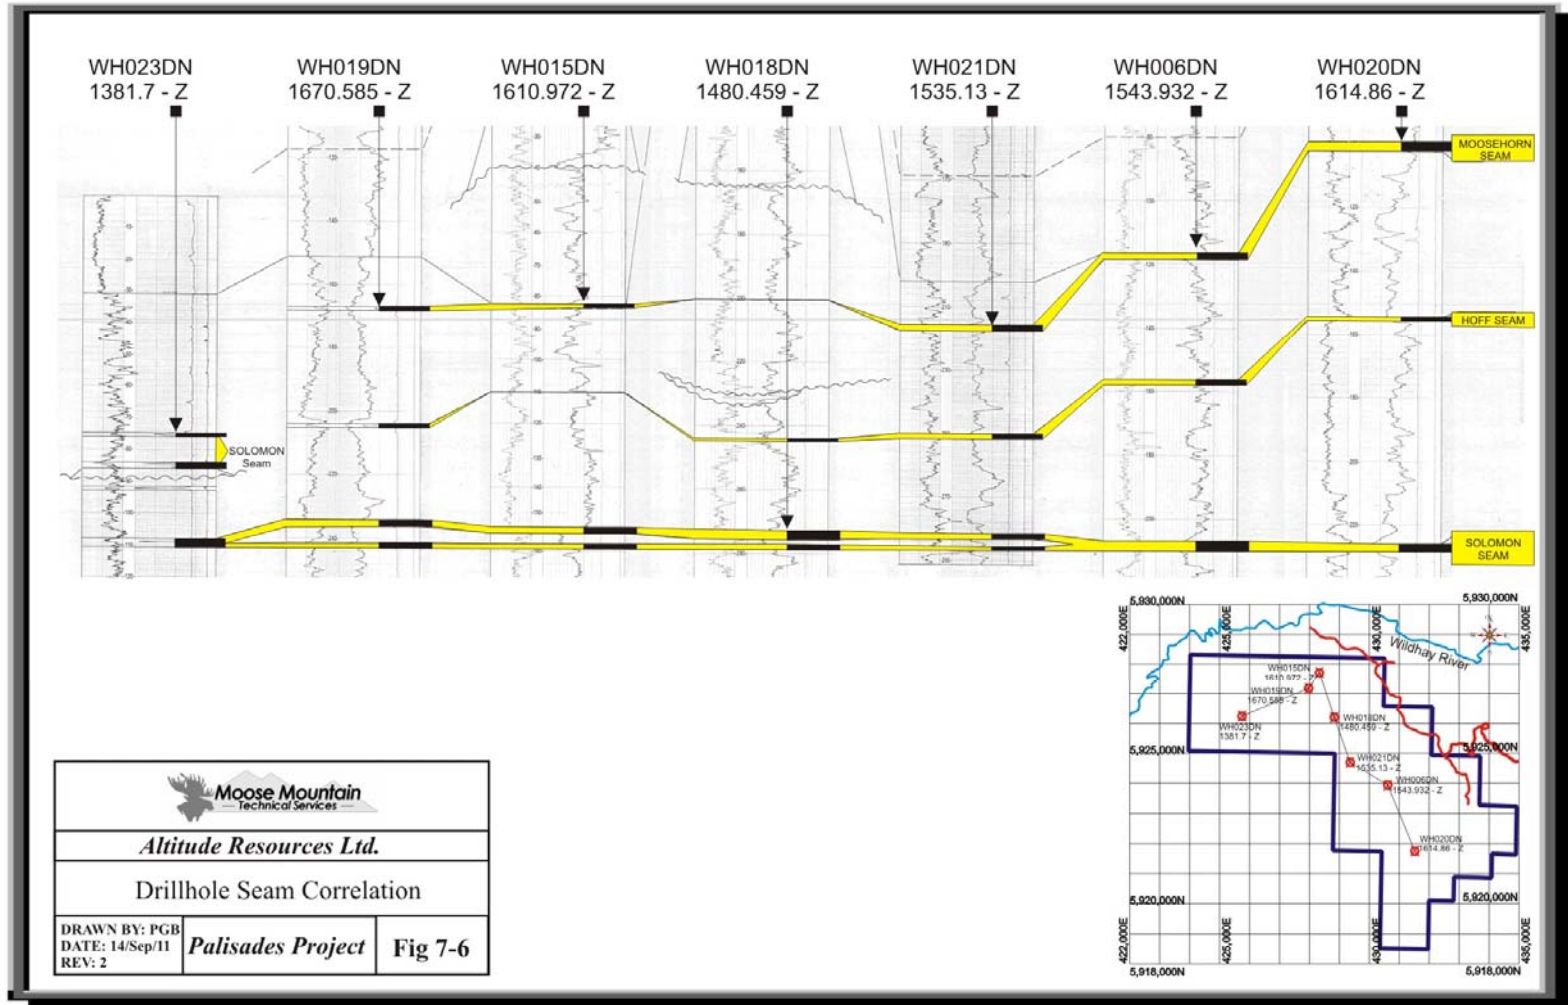 WH023DN
1381.7 - Z
WH019DN
1670.585 - Z
WH015DN
1610.972 - Z
WH018DN
1480.459 - Z
WH021DN
1535.13 - Z
WH006DN
1543.932 - Z
WH020DN
1614.86 - Z
MOOSEHORN
SEAM
HOFF SEAM
SOLOMON
Seam
SOLOMON
SEAM
5,930,000N
5,930,000N
422,000E
425,000E
430,000E
435,000E
Wildhay River
WH015DN
1610.972 - Z
WH019DN
1670.585 - Z
WH023DN
1381.7 - Z
WH018DN
1480.459 - Z
5,925,000N
5,925,000N
WH021DN
1535.13 - Z
WH006DN
1543.932 - Z
WH020DN
1614.86 - Z
5,920,000N
5,920,000N
422,000E
425,000E
430,000E
435,000E
5,918,000N
5,918,000N
Moose Mountain
Technical Services
Altitude Resources Ltd.
Drillhole Seam Correlation
DRAWN BY: PGB
DATE: 14/Sep/11
REV: 2
Palisades Project
Fig 7-6